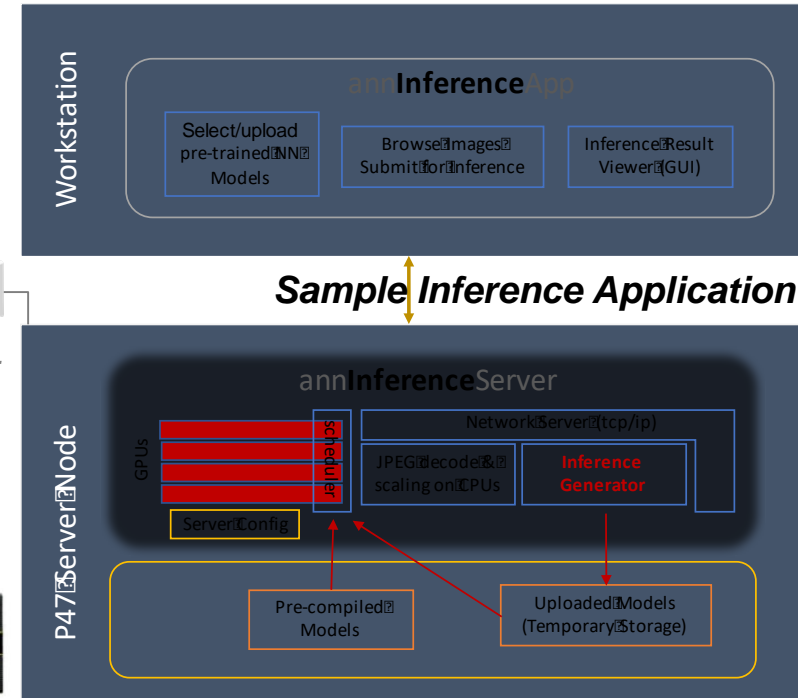 Workstation
annInferenceApp
Select/upload
pre-trained NN
Models
Browse Images
Submit for Inference
Inference Result
Viewer (GUI)
Sample Inference Application
P47 Server Node
annInferenceServer
GPUs
scheduler
Network Server (tcp/ip)
JPEG decode &
scaling on CPUs
Inference
Generator
Server Config
Pre-compiled
Models
Uploaded Models
(Temporary Storage)